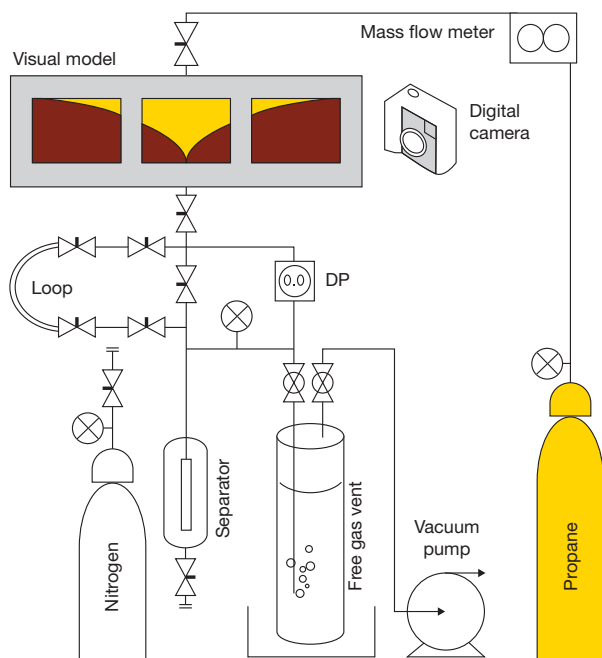 Mass flow meter
Visual model
Digital
camera
0.0
DP
Loop
Separator
Free gas vent
Nitrogen
Vacuum
pump
Propane